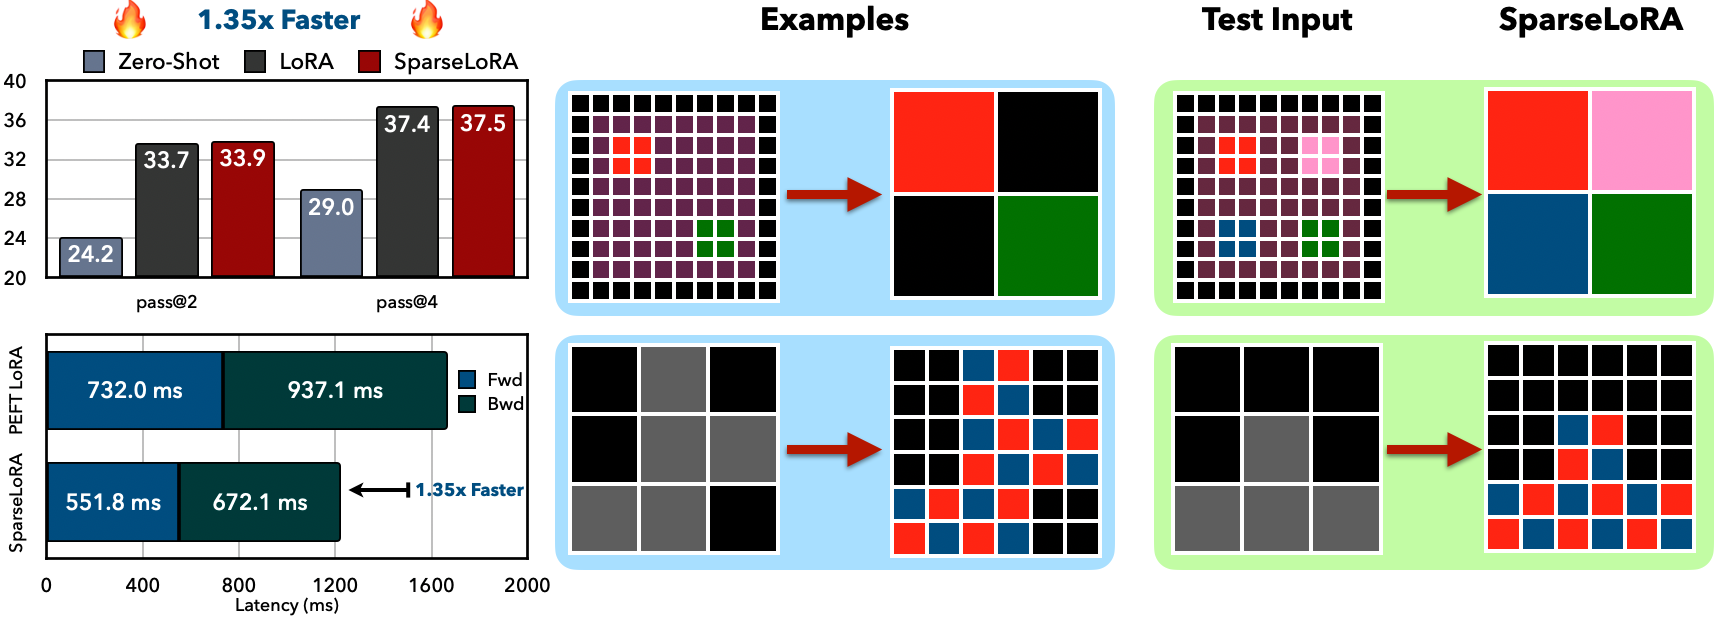 1.35x Faster
Examples
Test Input
SparseLoRA
Zero-Shot
LoRA
SparseLoRA
40
36
32
28
24
20
24.2
33.7
33.9
29.0
37.4
37.5
pass@2
pass@4
PEFT LoRA
732.0 ms
937.1 ms
Fwd
Bwd
SparseLoRA
551.8 ms
672.1 ms
1.35x Faster
0
400
800
1200
1600
2000
Latency (ms)